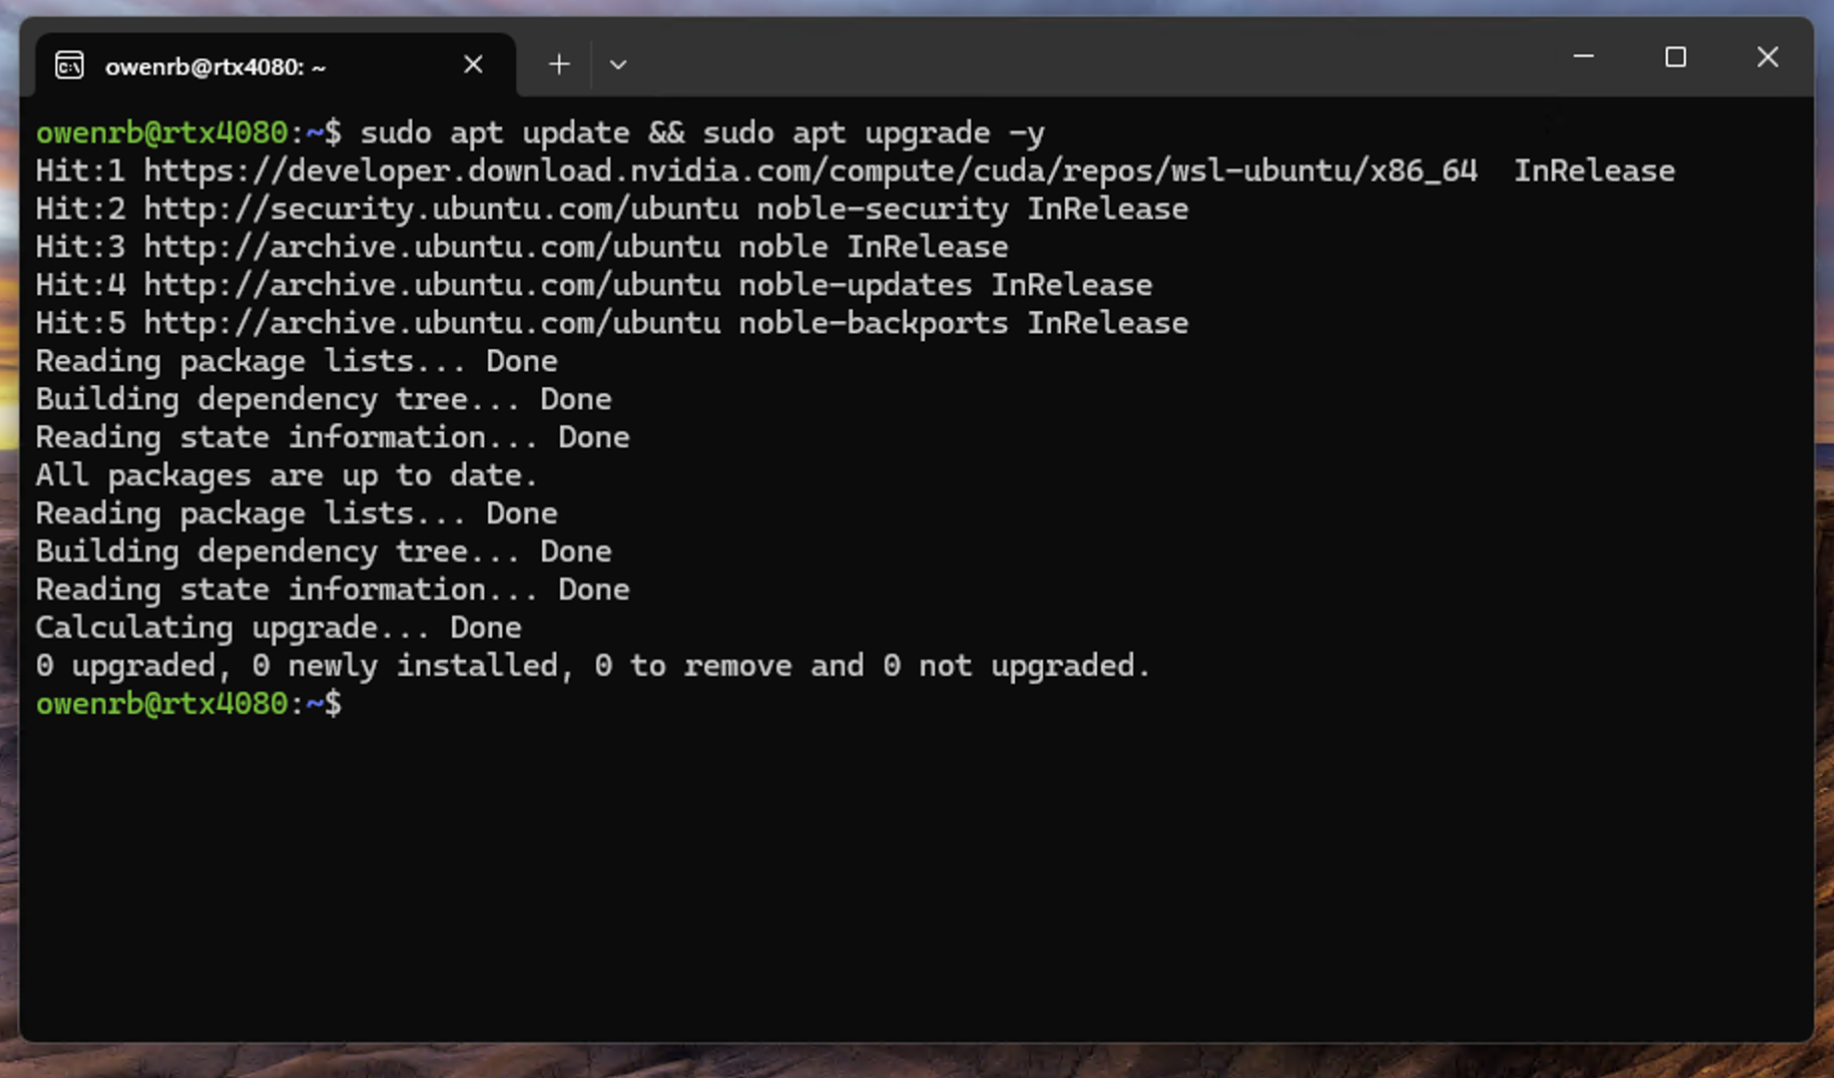 owenrb@rtx4080: ~
owenrb@rtx4080:~$ sudo apt update && sudo apt upgrade -y
Hit:1 https://developer.download.nvidia.com/compute/cuda/repos/wsl-ubuntu/x86_64  InRelease
Hit:2 http://security.ubuntu.com/ubuntu noble-security InRelease
Hit:3 http://archive.ubuntu.com/ubuntu noble InRelease
Hit:4 http://archive.ubuntu.com/ubuntu noble-updates InRelease
Hit:5 http://archive.ubuntu.com/ubuntu noble-backports InRelease
Reading package lists... Done
Building dependency tree... Done
Reading state information... Done
All packages are up to date.
Reading package lists... Done
Building dependency tree... Done
Reading state information... Done
Calculating upgrade... Done
0 upgraded, 0 newly installed, 0 to remove and 0 not upgraded.
owenrb@rtx4080:~$